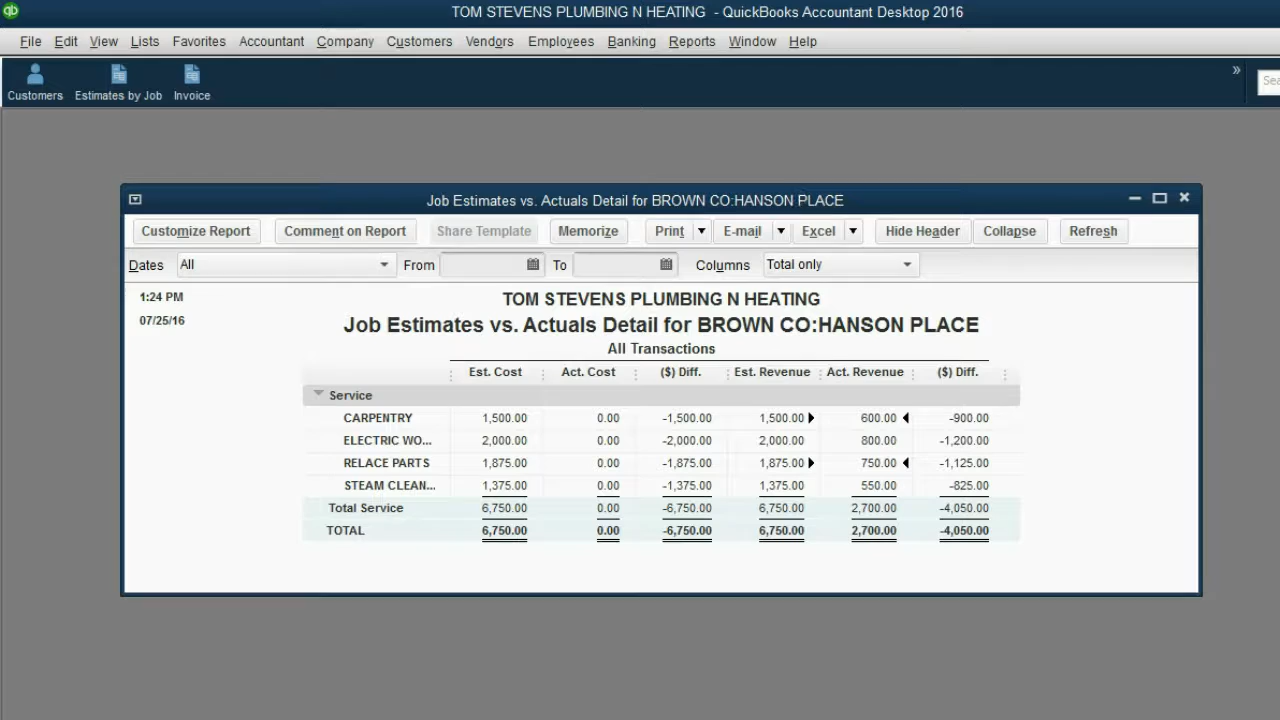 qb TOM STEVENS PLUMBING N HEATING - QuickBooks Accountant Desktop 2016
File Edit View Lists Favorites Accountant Company Customers Vendors Employees Banking Reports Window Help
Customers Estimates by Job Invoice » Sea
Job Estimates vs. Actuals Detail for BROWN CO:HANSON PLACE
Customize Report Comment on Report Share Template Memorize Print E-mail Excel Hide Header Collapse Refresh
Dates All From To Columns Total only
1:24 PM TOM STEVENS PLUMBING N HEATING
07/25/16 Job Estimates vs. Actuals Detail for BROWN CO:HANSON PLACE
All Transactions
Est. Cost Act. Cost ($) Diff. Est. Revenue Act. Revenue ($) Diff.
Service
CARPENTRY 1,500.00 0.00 -1,500.00 1,500.00 600.00 -900.00
ELECTRIC WO... 2,000.00 0.00 -2,000.00 2,000.00 800.00 -1,200.00
RELACE PARTS 1,875.00 0.00 -1,875.00 1,875.00 750.00 -1,125.00
STEAM CLEAN... 1,375.00 0.00 -1,375.00 1,375.00 550.00 -825.00
Total Service 6,750.00 0.00 -6,750.00 6,750.00 2,700.00 -4,050.00
TOTAL 6,750.00 0.00 -6,750.00 6,750.00 2,700.00 -4,050.00